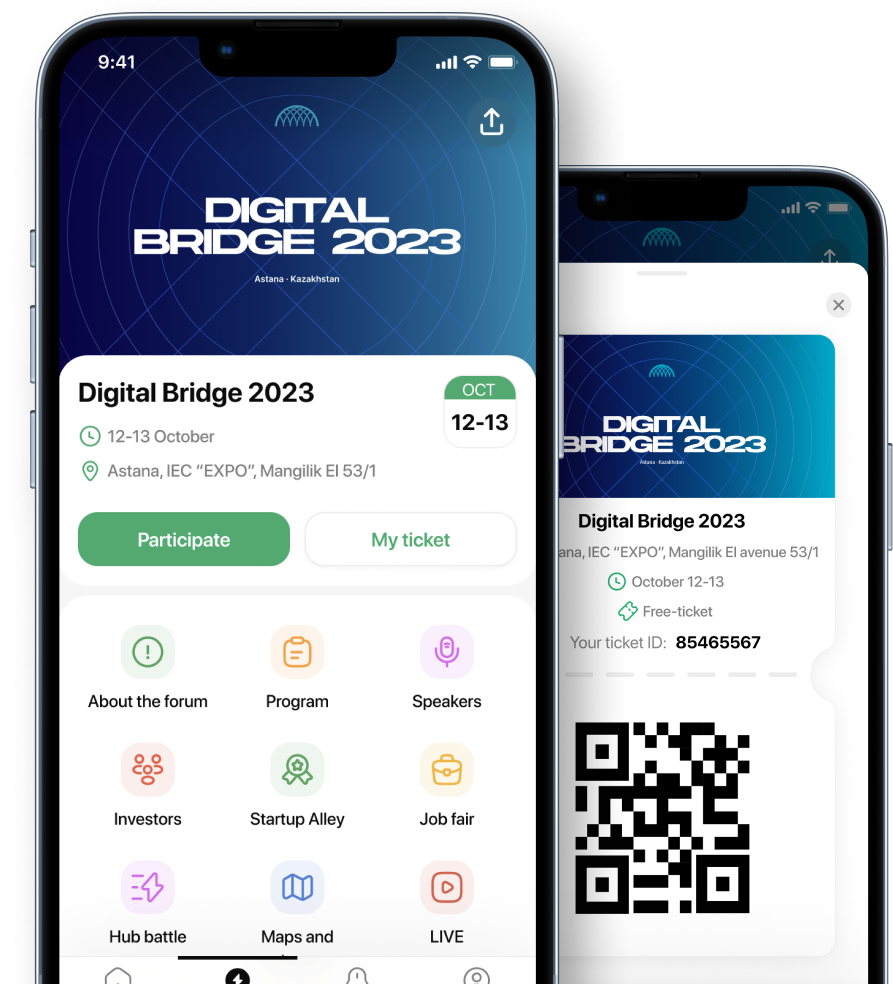 9:41
DIGITAL
BRIDGE 2023
Astana · Kazakhstan
Digital Bridge 2023
OCT
12-13
12-13 October
Astana, IEC “EXPO”, Mangilik El 53/1
Participate
My ticket
About the forum
Program
Speakers
Investors
Startup Alley
Job fair
Hub battle
Maps and
LIVE
DIGITAL
BRIDGE 2023
Astana · Kazakhstan
Digital Bridge 2023
ana, IEC “EXPO”, Mangilik El avenue 53/1
October 12-13
Free-ticket
Your ticket ID: 85465567